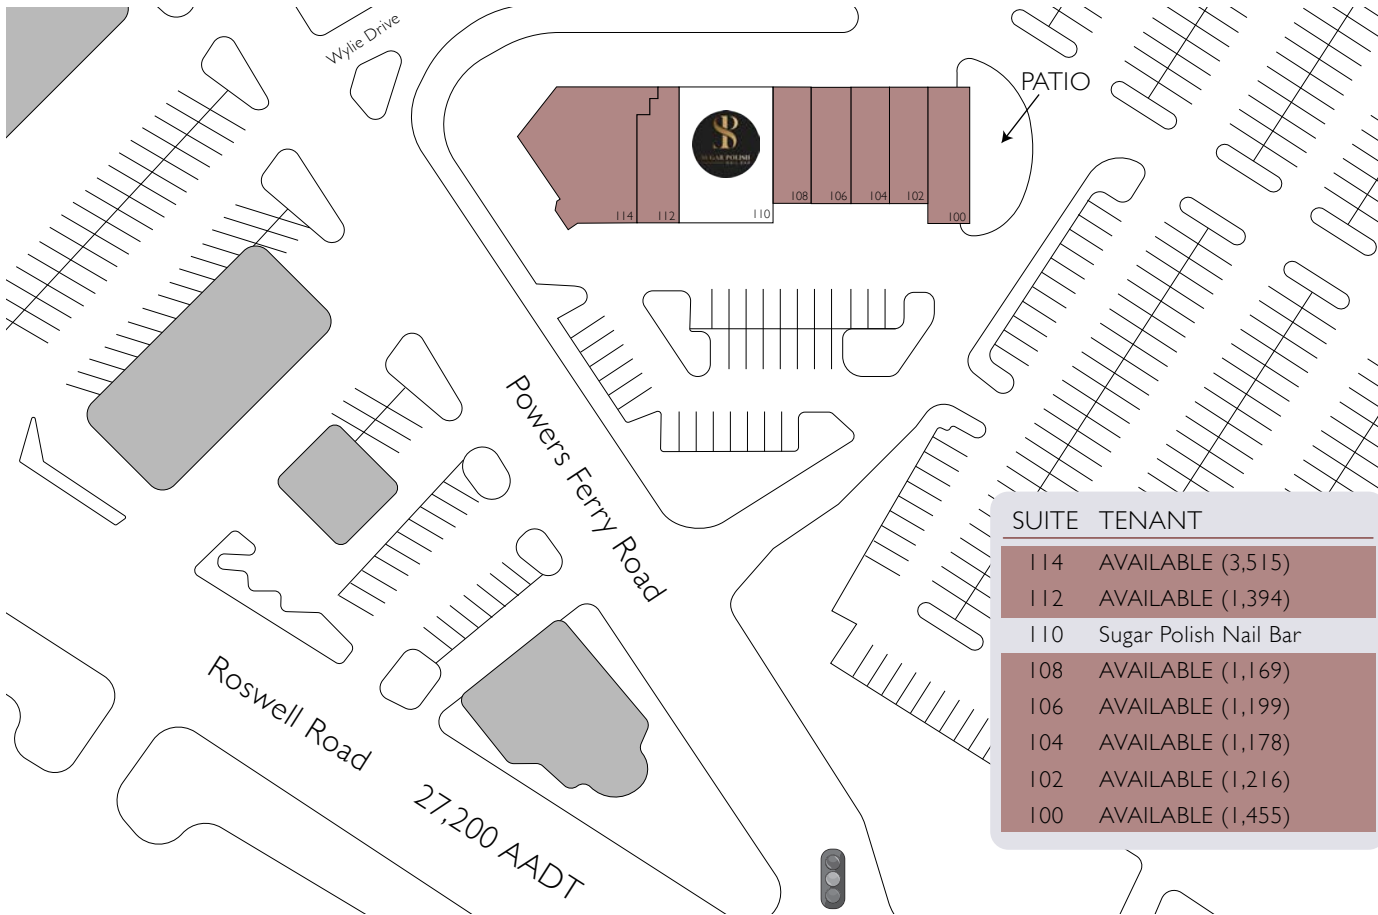 Wylie Drive
PATIO
SUGAR POLISH
NAIL BAR
114
112
110
108
106
104
102
100
Powers Ferry Road
Roswell Road
27,200 AADT
SUITE TENANT
114 AVAILABLE (3,515)
112 AVAILABLE (1,394)
110 Sugar Polish Nail Bar
108 AVAILABLE (1,169)
106 AVAILABLE (1,199)
104 AVAILABLE (1,178)
102 AVAILABLE (1,216)
100 AVAILABLE (1,455)